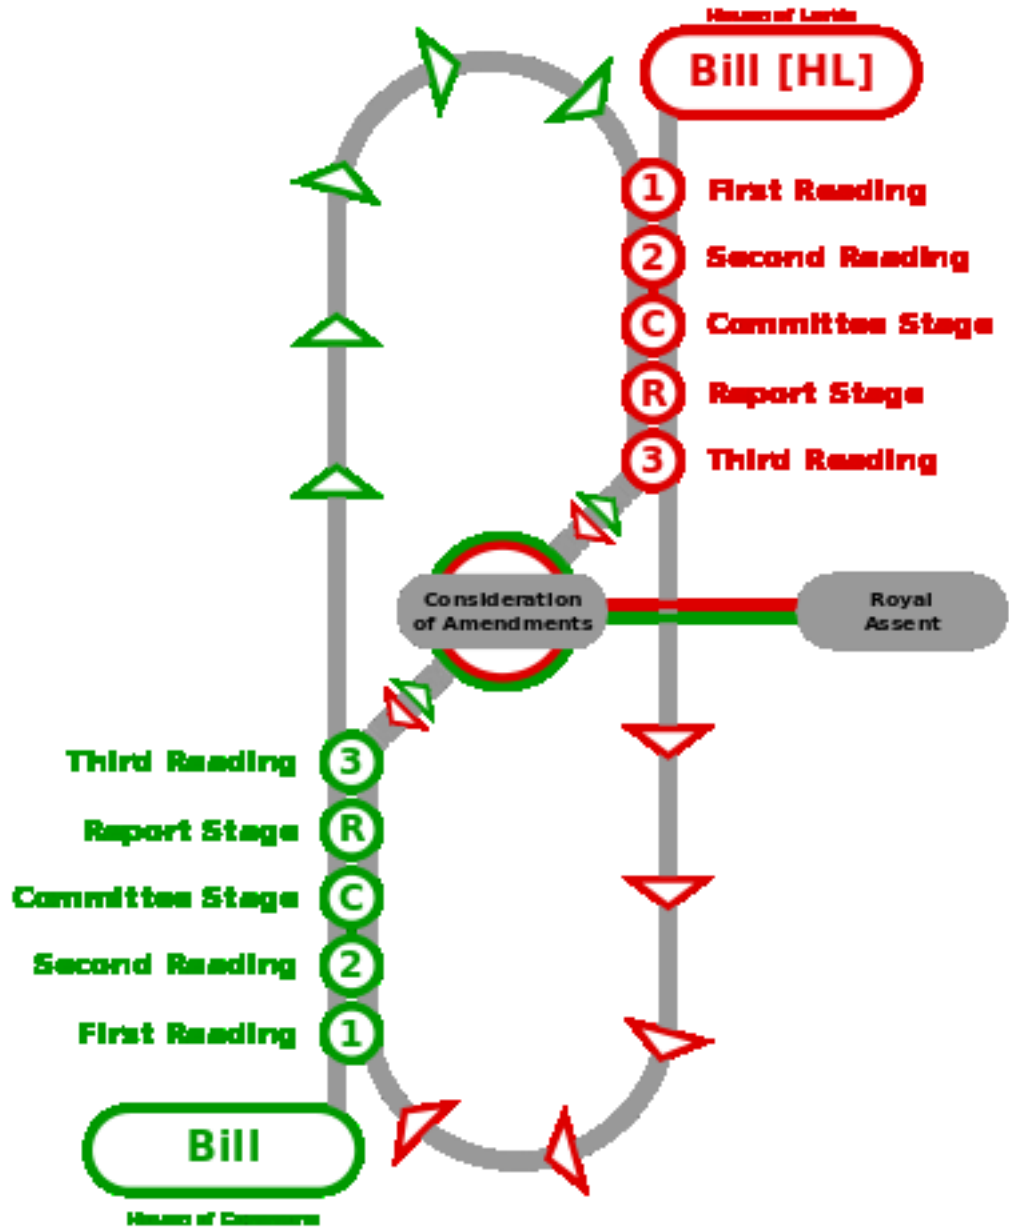 House of Lords
Bill [HL]
1 First Reading
2 Second Reading
C Committee Stage
R Report Stage
3 Third Reading
Consideration
of Amendments
Royal
Assent
Third Reading 3
Report Stage R
Committee Stage C
Second Reading 2
First Reading 1
Bill
House of Commons